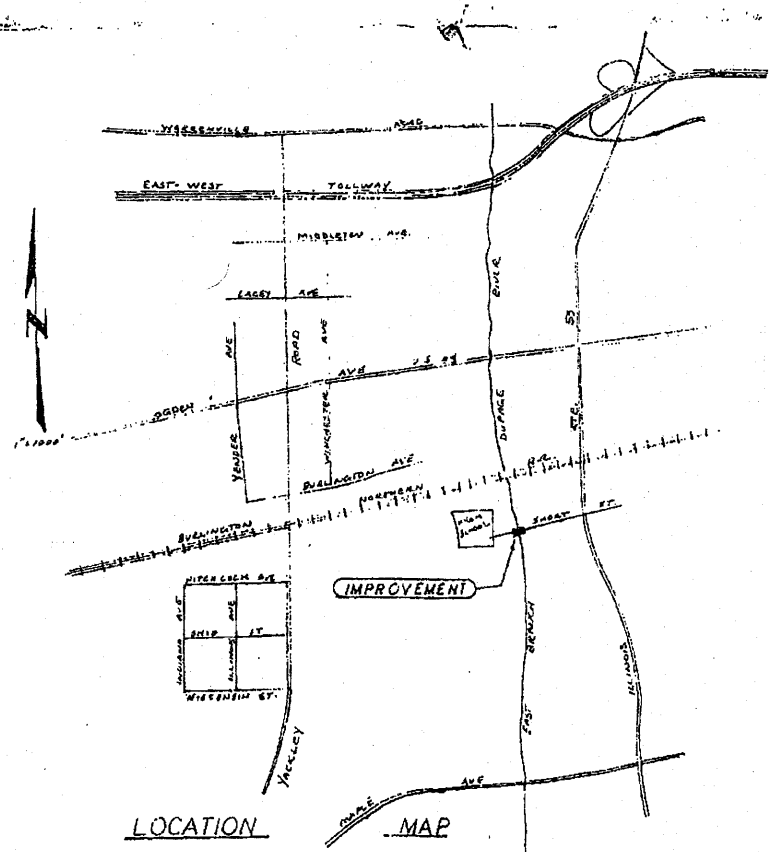 WARRENVILLE ROAD
EAST-WEST TOLLWAY
MIDDLETON AVE.
LACEY AVE
RIVER
N
AVE
ROAD
AVE
53
OGDEN AVE U.S. 34
1"=1000'
YENDER
WINCHESTER
DUPAGE
RTE.
BURLINGTON AVE
BURLINGTON NORTHERN R.R.
HIGH SCHOOL
SHORT ST.
IMPROVEMENT
HITCHCOCK AVE
INDIANA AVE
ILLINOIS AVE
OHIO ST.
WISCONSIN ST.
BRANCH
ILLINOIS
EAST
YACKLEY
MAPLE AVE
LOCATION MAP